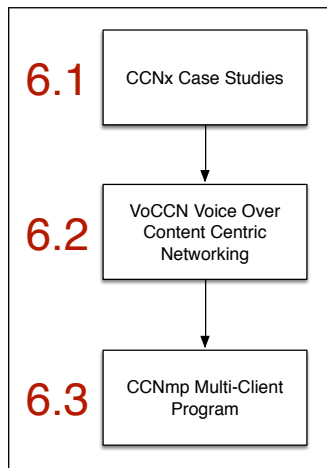 6.1
CCNx Case Studies
6.2
VoCCN Voice Over
Content Centric
Networking
6.3
CCNmp Multi-Client
Program